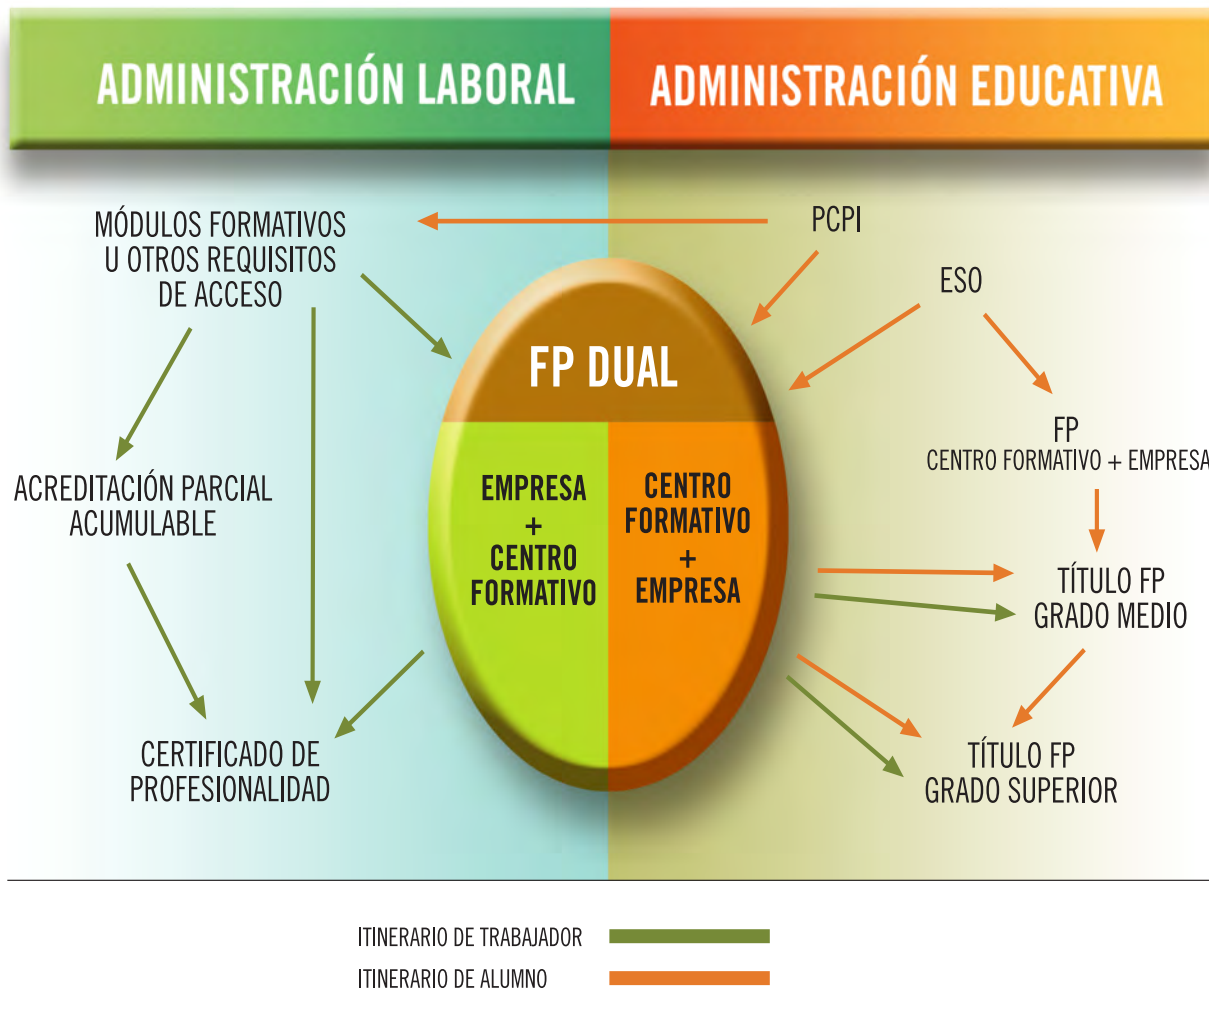 ADMINISTRACIÓN LABORAL
ADMINISTRACIÓN EDUCATIVA
MÓDULOS FORMATIVOS
U OTROS REQUISITOS
DE ACCESO
PCPI
ESO
FP DUAL
FP
CENTRO FORMATIVO + EMPRESA
ACREDITACIÓN PARCIAL
ACUMULABLE
EMPRESA
+
CENTRO
FORMATIVO
CENTRO
FORMATIVO
+
EMPRESA
TÍTULO FP
GRADO MEDIO
CERTIFICADO DE
PROFESIONALIDAD
TÍTULO FP
GRADO SUPERIOR
ITINERARIO DE TRABAJADOR
ITINERARIO DE ALUMNO